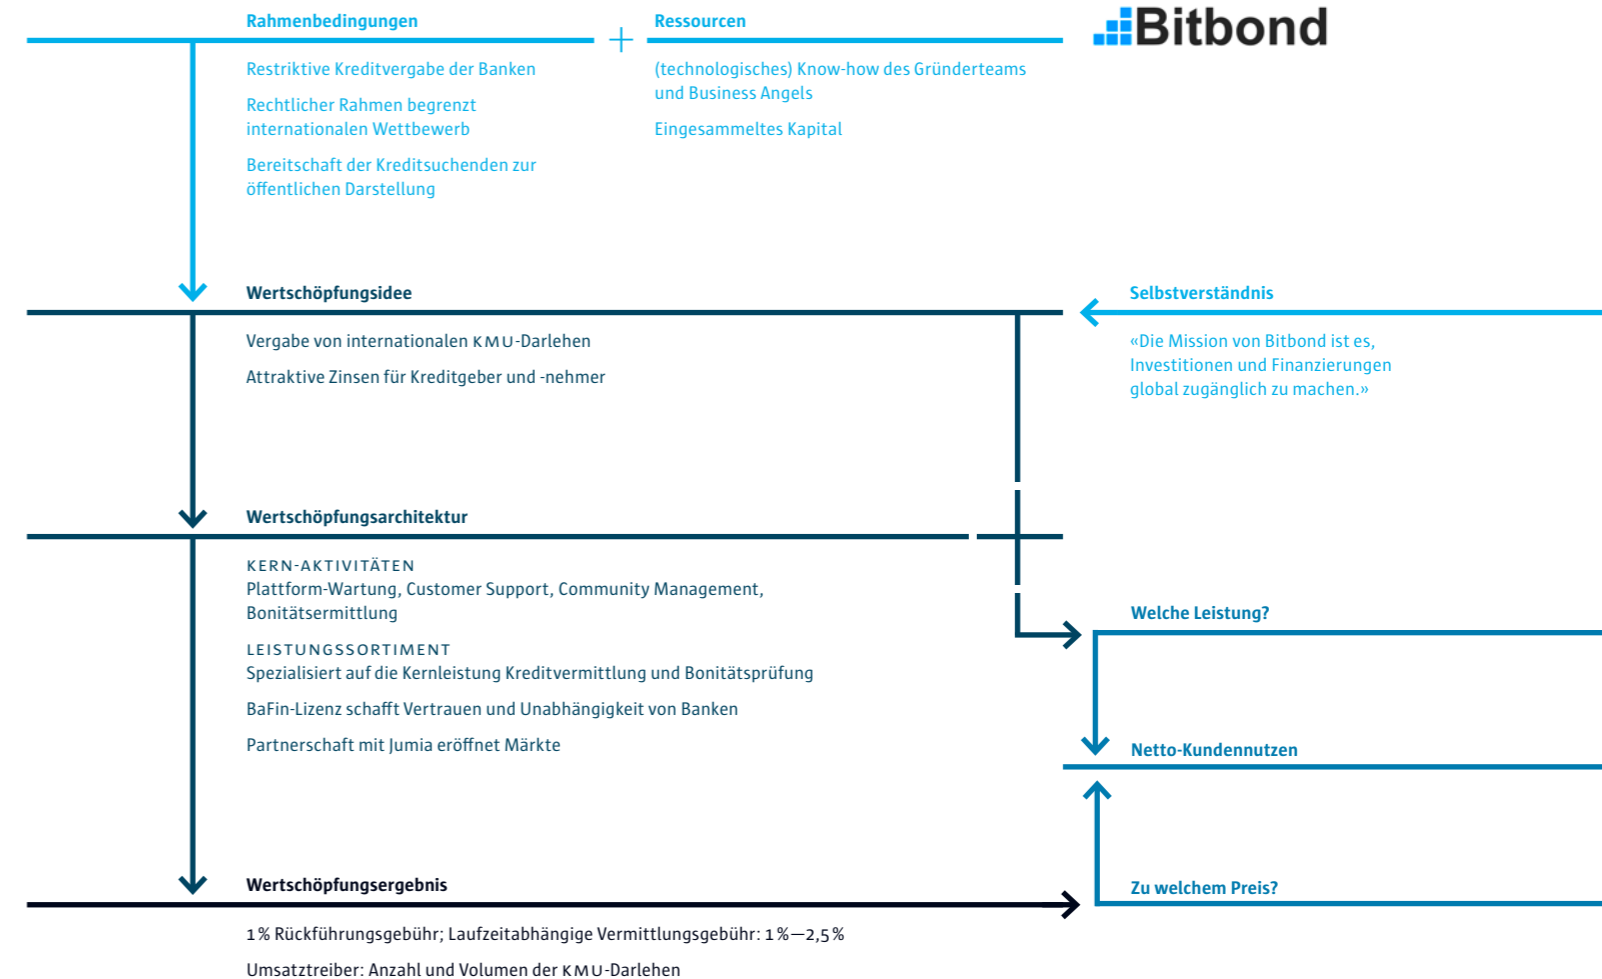 Rahmenbedingungen
Restriktive Kreditvergabe der Banken
Rechtlicher Rahmen begrenzt
internationalen Wettbewerb
Bereitschaft der Kreditsuchenden zur
öffentlichen Darstellung
+
Ressourcen
(technologisches) Know-how des Gründerteams
und Business Angels
Eingesammeltes Kapital
Bitbond
Wertschöpfungsidee
Vergabe von internationalen KMU-Darlehen
Attraktive Zinsen für Kreditgeber und -nehmer
Selbstverständnis
«Die Mission von Bitbond ist es,
Investitionen und Finanzierungen
global zugänglich zu machen.»
Wertschöpfungsarchitektur
KERN-AKTIVITÄTEN
Plattform-Wartung, Customer Support, Community Management,
Bonitätsermittlung
LEISTUNGSSORTIMENT
Spezialisiert auf die Kernleistung Kreditvermittlung und Bonitätsprüfung
BaFin-Lizenz schafft Vertrauen und Unabhängigkeit von Banken
Partnerschaft mit Jumia eröffnet Märkte
Welche Leistung?
Netto-Kundennutzen
Zu welchem Preis?
Wertschöpfungsergebnis
1 % Rückführungsgebühr; Laufzeitabhängige Vermittlungsgebühr: 1 %—2,5 %
Umsatztreiber: Anzahl und Volumen der KMU-Darlehen